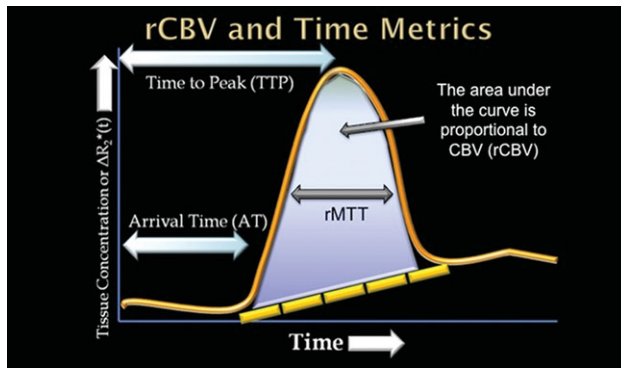 rCBV and Time Metrics
Time to Peak (TTP)
The area under
the curve is
proportional to
CBV (rCBV)
rMTT
Arrival Time (AT)
Tissue Concentration or ΔR₂*(t)
Time